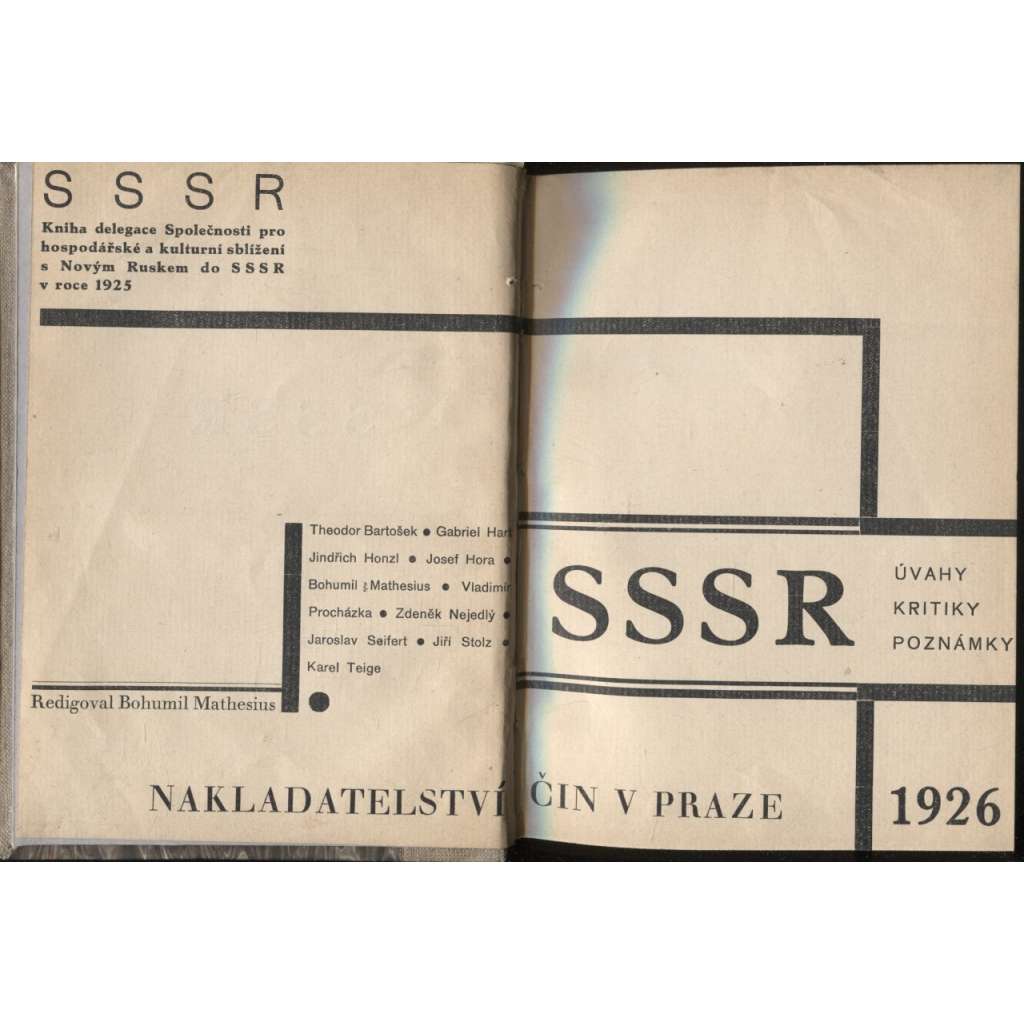 S S S R
Kniha delegace Společnosti pro
hospodářské a kulturní sblížení
s Novým Ruskem do SSSR
v roce 1925
Theodor Bartošek ● Gabriel Hart
Jindřich Honzl ● Josef Hora ●
Bohumil Mathesius ● Vladimír
Procházka ● Zdeněk Nejedlý ●
Jaroslav Seifert ● Jiří Stolz ●
Karel Teige
Redigoval Bohumil Mathesius
SSSR
ÚVAHY
KRITIKY
POZNÁMKY
NAKLADATELSTVÍ ČIN V PRAZE
1926